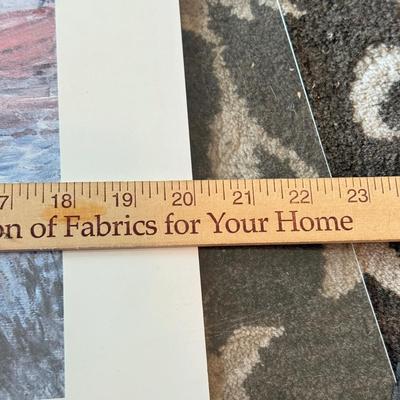 7 18 19 20 21 22 23
on of Fabrics for Your Home